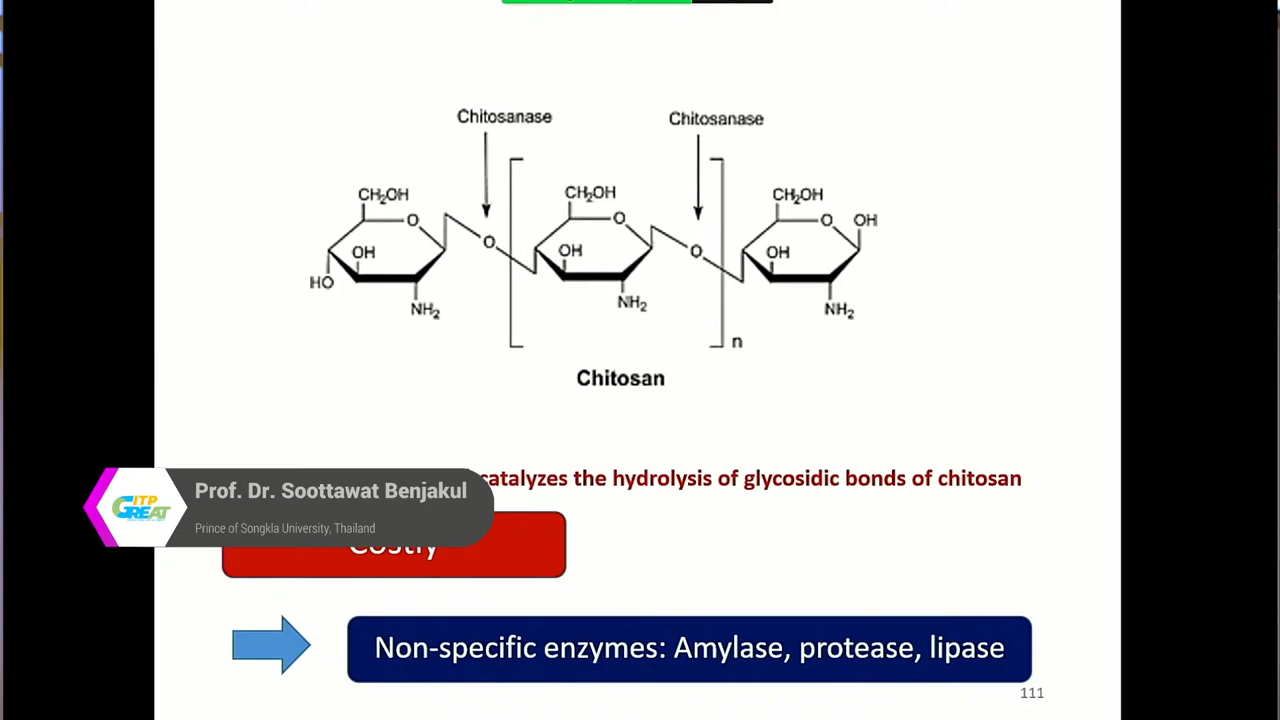 Chitosanase Chitosanase
CH2OH CH2OH CH2OH
O O O OH
O O
OH OH OH
HO
NH2 NH2 NH2
n
Chitosan
catalyzes the hydrolysis of glycosidic bonds of chitosan
Prof. Dr. Soottawat Benjakul
ITP
GREAT
Prince of Songkla University, Thailand
Costly
Non-specific enzymes: Amylase, protease, lipase
111